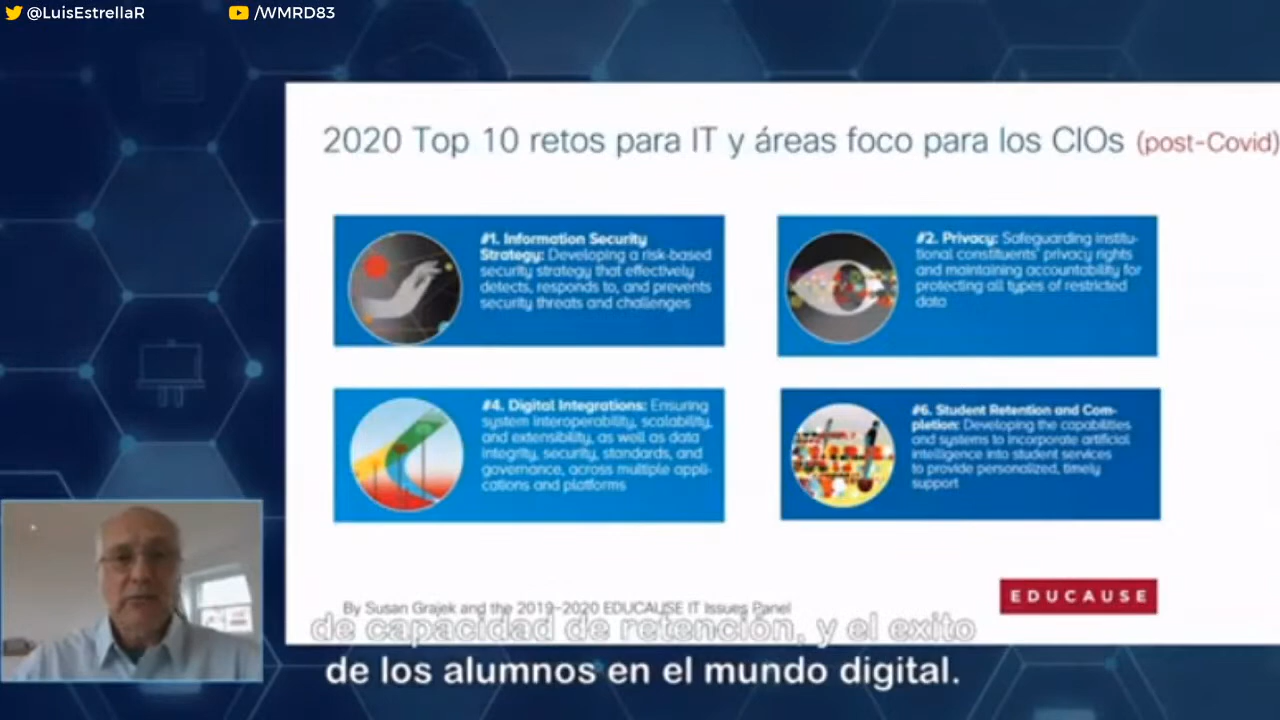 @LuisEstrellaR
/WMRD83
2020 Top 10 retos para IT y áreas foco para los CIOs (post-Covid)
#1. Information Security
Strategy: Developing a risk-based
security strategy that effectively
detects, responds to, and prevents
security threats and challenges
#2. Privacy: Safeguarding institu-
tional constituents' privacy rights
and maintaining accountability for
protecting all types of restricted
data
#4. Digital Integrations: Ensuring
system interoperability, scalability,
and extensibility, as well as data
integrity, security, standards, and
governance, across multiple appli-
cations and platforms
#6. Student Retention and Com-
pletion: Developing the capabilities
and systems to incorporate artificial
intelligence into student services
to provide personalized, timely
support
By Susan Grajek and the 2019-2020 EDUCAUSE IT Issues Panel
EDUCAUSE
de capacidad de retención, y el exito
de los alumnos en el mundo digital.